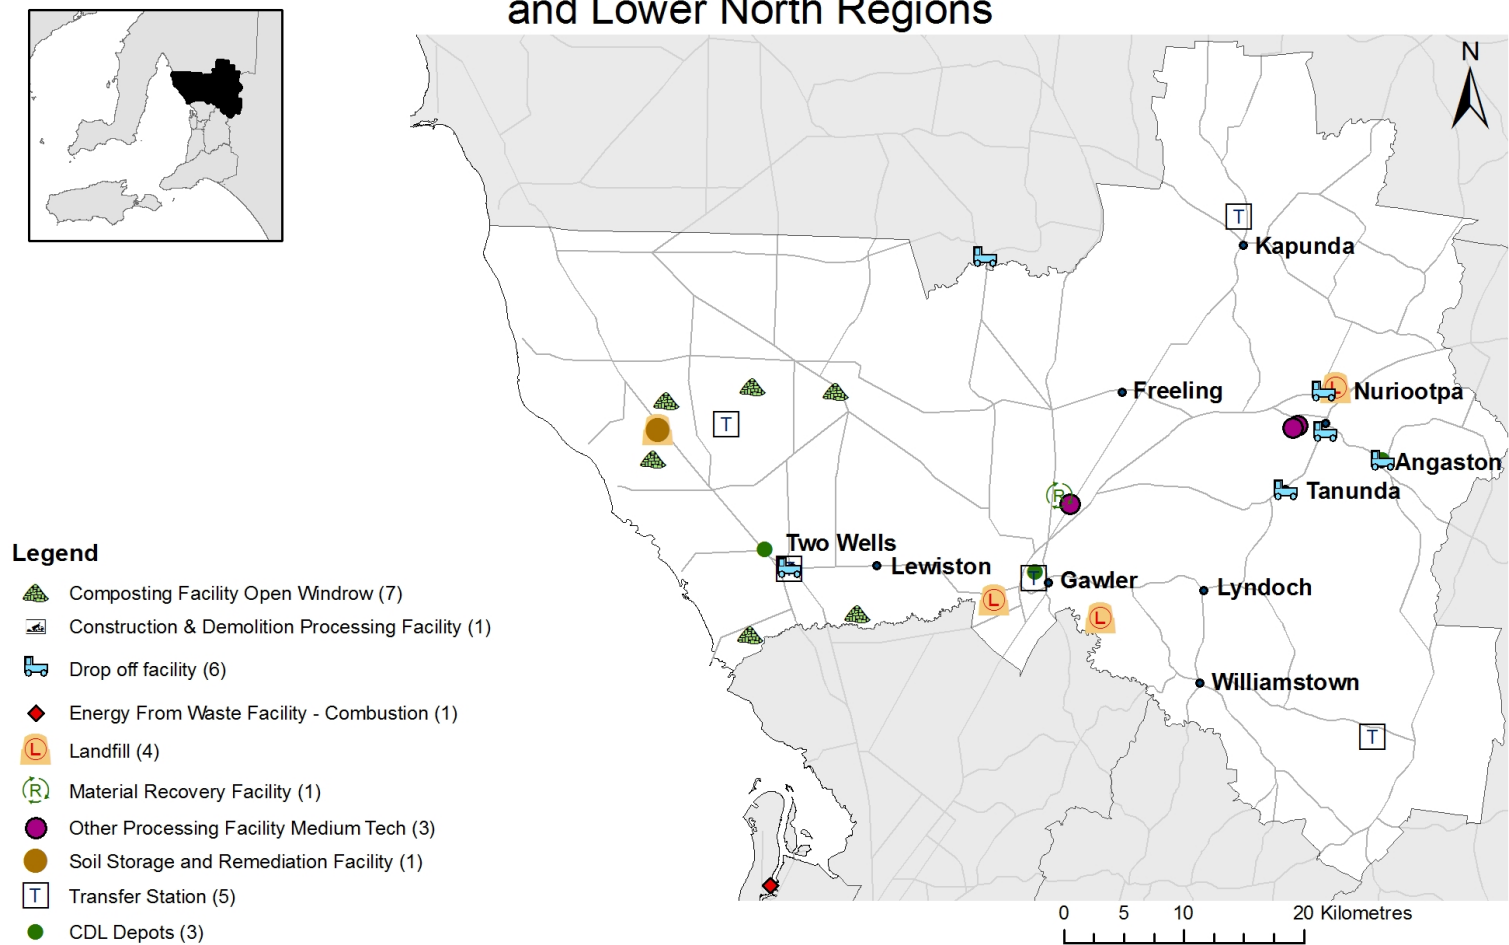 and Lower North Regions
N
T
Kapunda
Freeling
L
Nuriootpa
T
Angaston
R
Tanunda
Two Wells
Lewiston
T
Gawler
Lyndoch
L
L
Williamstown
T
Legend
Composting Facility Open Windrow (7)
Construction & Demolition Processing Facility (1)
Drop off facility (6)
Energy From Waste Facility - Combustion (1)
L Landfill (4)
R Material Recovery Facility (1)
Other Processing Facility Medium Tech (3)
Soil Storage and Remediation Facility (1)
T Transfer Station (5)
CDL Depots (3)
0 5 10 20 Kilometres